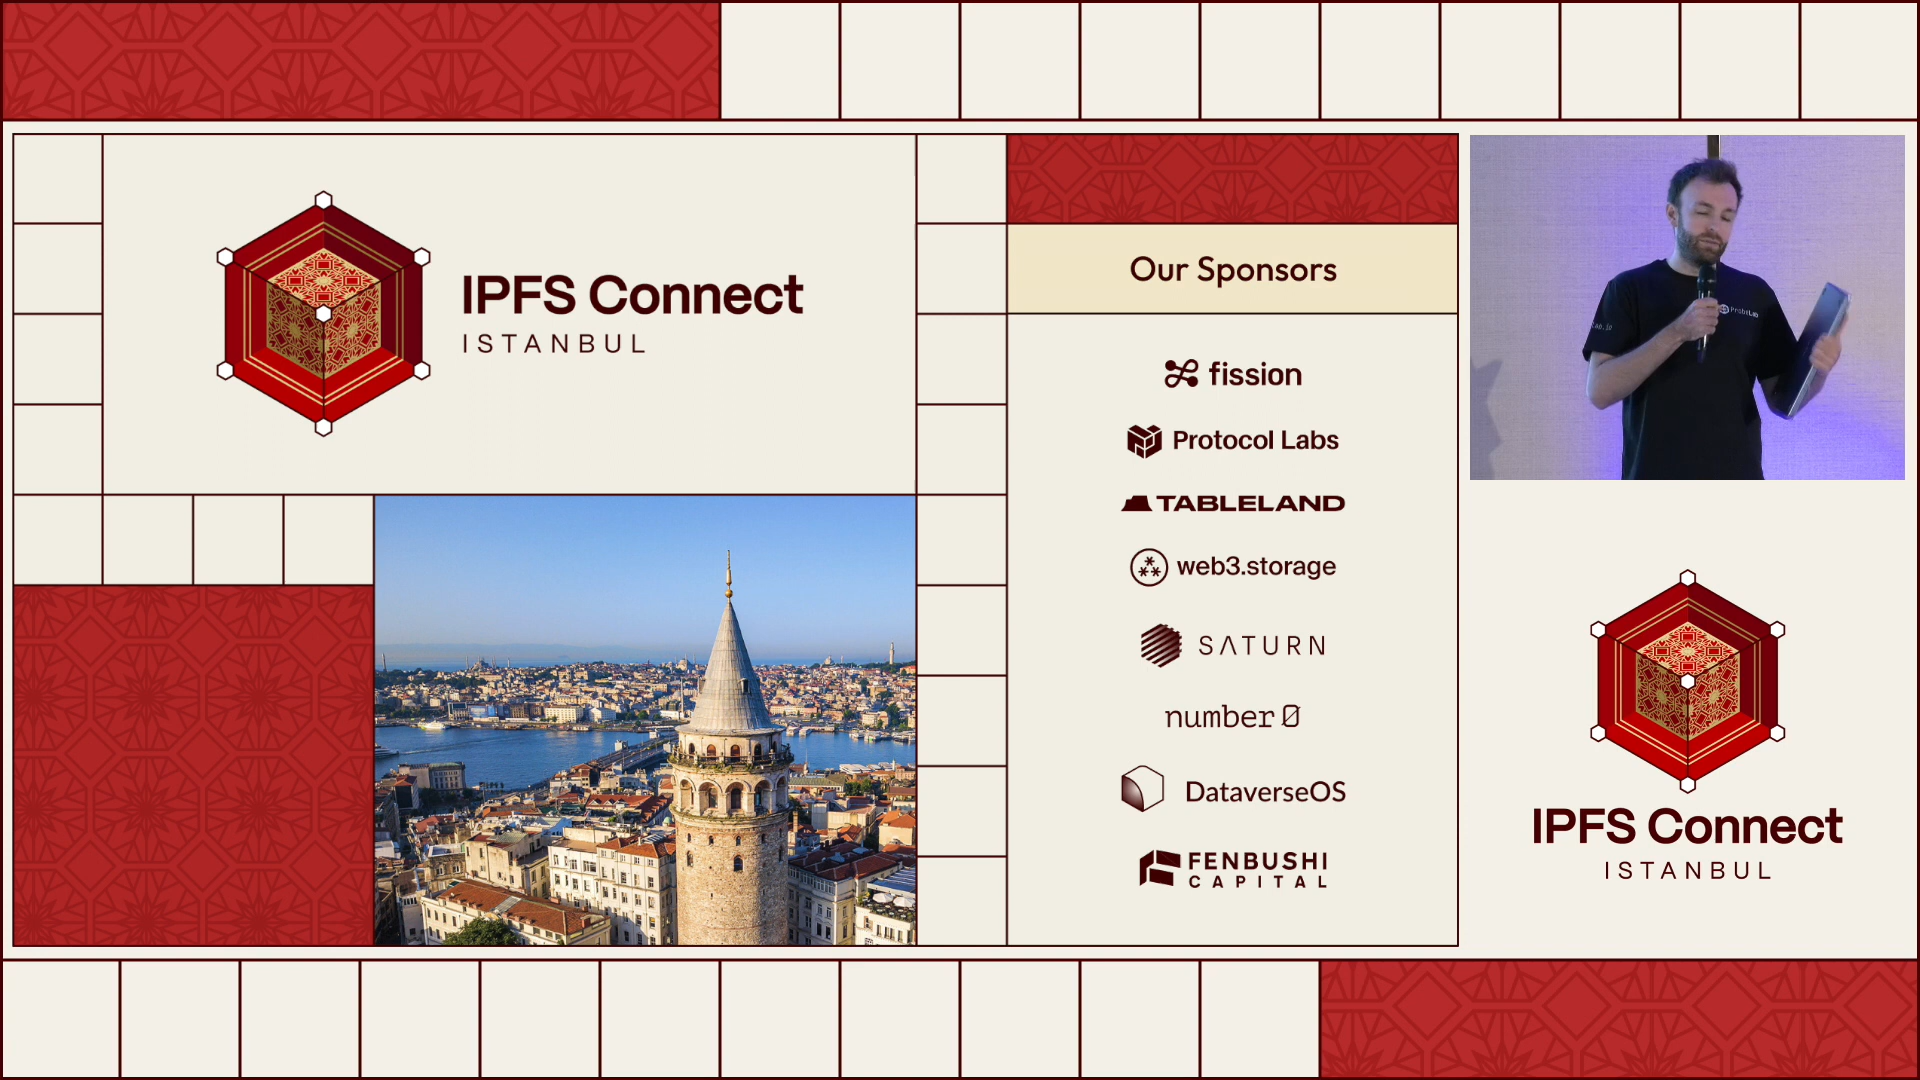 IPFS Connect
ISTANBUL
Our Sponsors
fission
Protocol Labs
TABLELAND
web3.storage
SATURN
number 0
DataverseOS
FENBUSHI
CAPITAL
ProbeLab
IPFS Connect
ISTANBUL